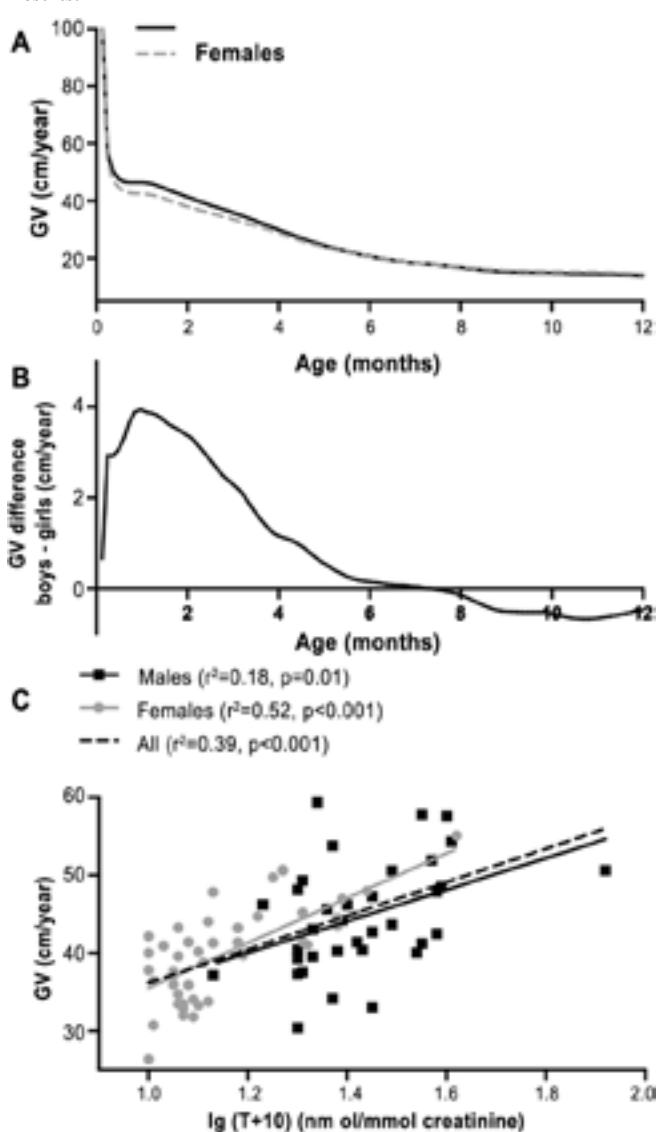 A
100
80
60
40
20
GV (cm/year)
Females
0 2 4 6 8 10 12
Age (months)
B
4
2
0
GV difference
boys - girls (cm/year)
2 4 6 8 10 12
Age (months)
Males (r²=0.18, p=0.01)
C
Females (r²=0.52, p<0.001)
All (r²=0.39, p<0.001)
60
50
40
30
GV (cm/year)
1.0 1.2 1.4 1.6 1.8 2.0
lg (T+10) (nm ol/mmol creatinine)